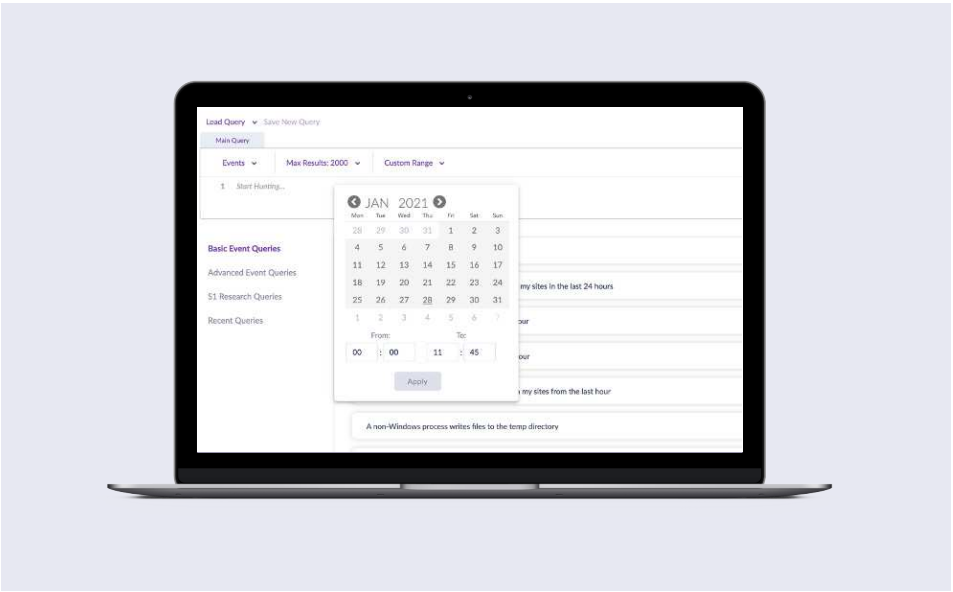 Load Query Save New Query
Main Query
Events Max Results: 2000 Custom Range
1 Start Hunting...
JAN 2021
Mon Tue Wed Thu Fri Sat Sun
28 29 30 31 1 2 3
4 5 6 7 8 9 10
11 12 13 14 15 16 17
18 19 20 21 22 23 24
25 26 27 28 29 30 31
1 2 3 4 5 6 7
From: To:
00 : 00 11 : 45
Apply
Basic Event Queries
Advanced Event Queries
S1 Research Queries
Recent Queries
my sites in the last 24 hours
our
our
my sites from the last hour
A non-Windows process writes files to the temp directory